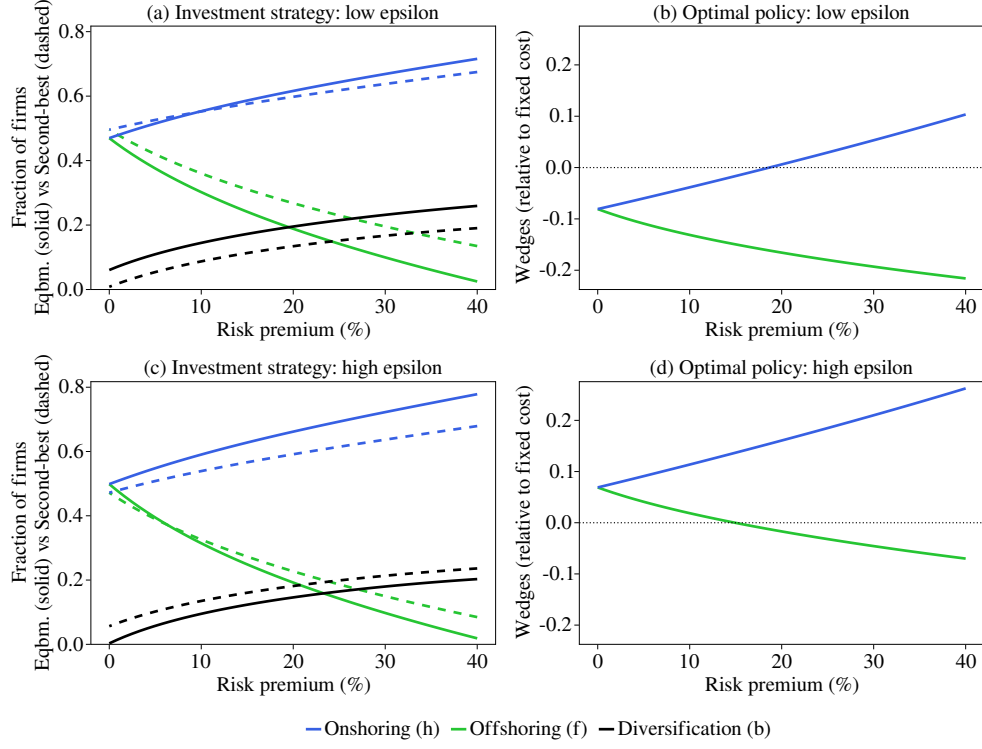 (a) Investment strategy: low epsilon
Fraction of firms
Eqbm. (solid) vs Second-best (dashed)
0.8
0.6
0.4
0.2
0.0
0
10
20
30
40
Risk premium (%)
(b) Optimal policy: low epsilon
Wedges (relative to fixed cost)
0.2
0.1
0.0
-0.1
-0.2
0
10
20
30
40
Risk premium (%)
(c) Investment strategy: high epsilon
Fraction of firms
Eqbm. (solid) vs Second-best (dashed)
0.8
0.6
0.4
0.2
0.0
0
10
20
30
40
Risk premium (%)
(d) Optimal policy: high epsilon
Wedges (relative to fixed cost)
0.2
0.1
0.0
-0.1
-0.2
0
10
20
30
40
Risk premium (%)
Onshoring (h) Offshoring (f) Diversification (b)